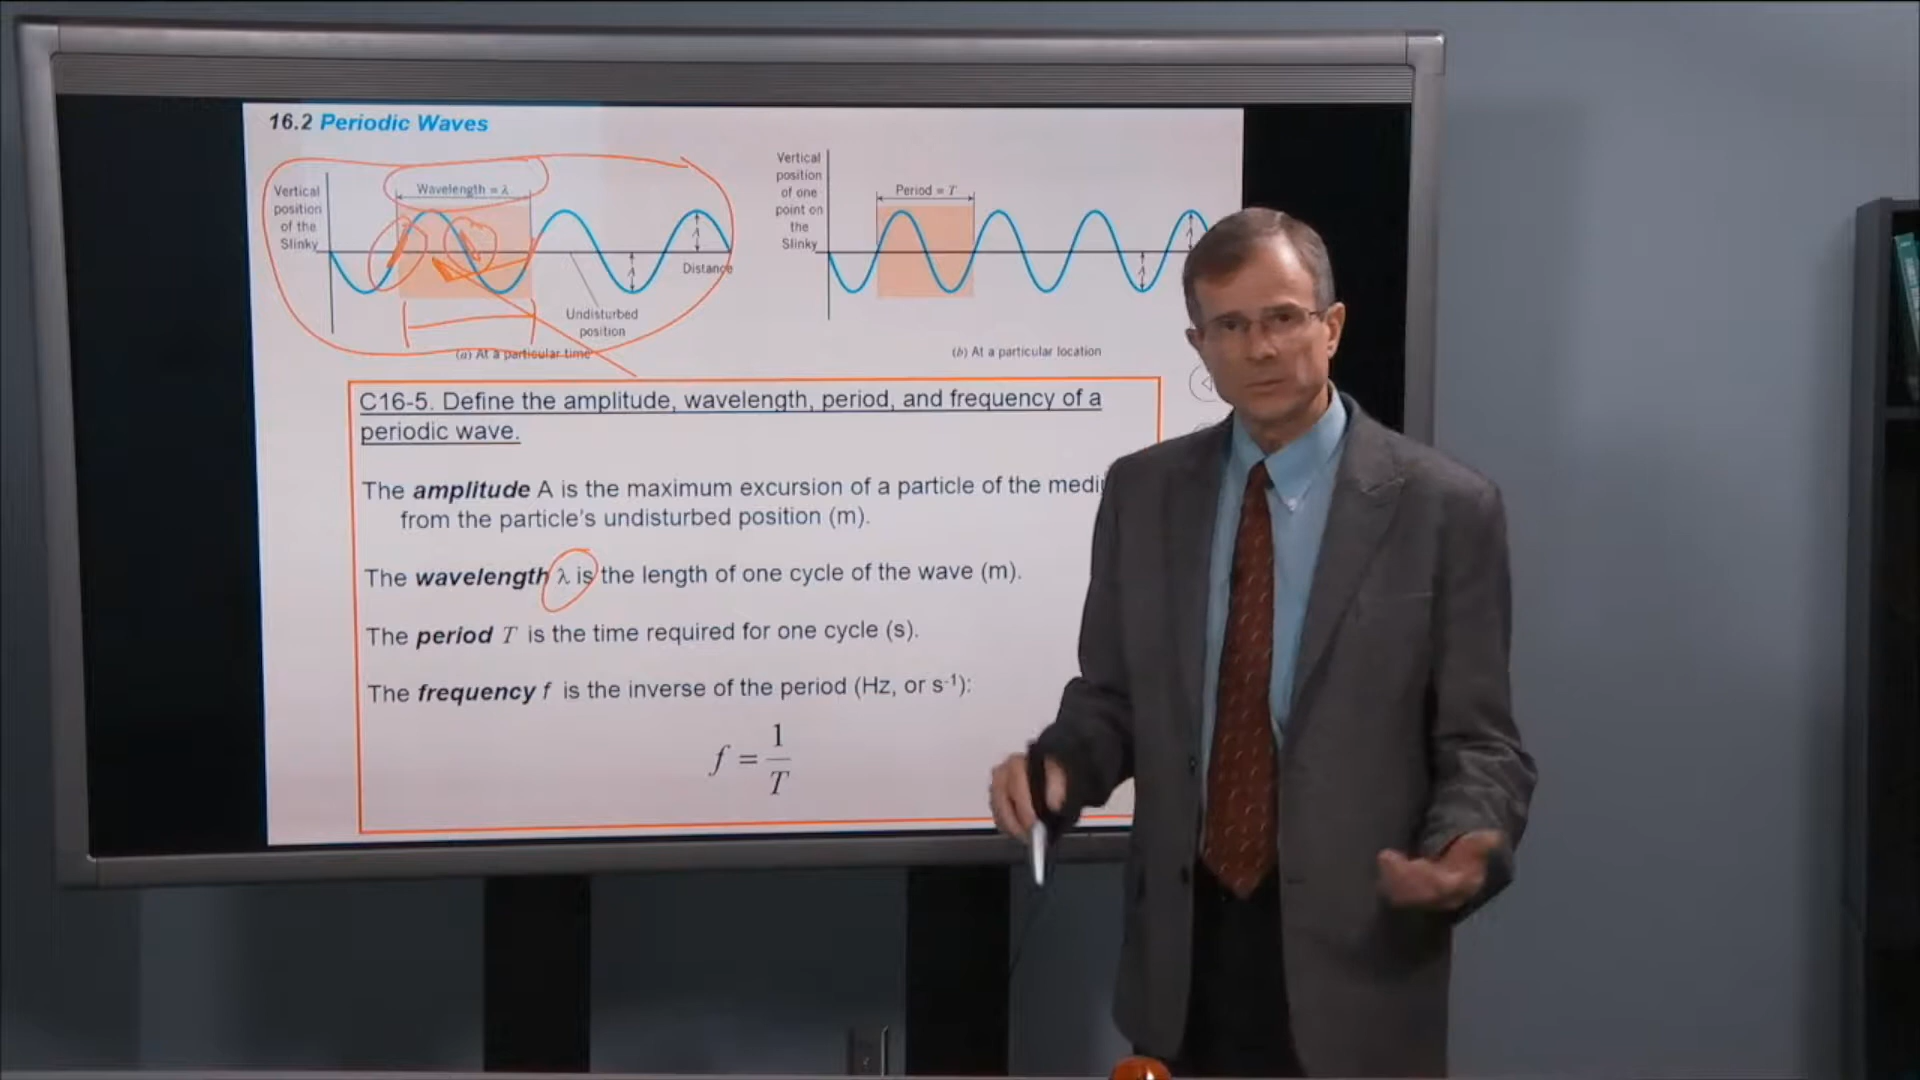 16.2 Periodic Waves
Vertical
position
of the
Slinky
Wavelength = λ
A
A
Distance
Undisturbed
position
(a) At a particular time
Vertical
position
of one
point on
the
Slinky
Period = T
A
A
(b) At a particular location
C16-5. Define the amplitude, wavelength, period, and frequency of a
periodic wave.
The amplitude A is the maximum excursion of a particle of the
from the particle's undisturbed position (m).
The wavelength λ is the length of one cycle of the wave (m).
The period T is the time required for one cycle (s).
The frequency f is the inverse of the period (Hz, or s⁻¹):
f = 1/T